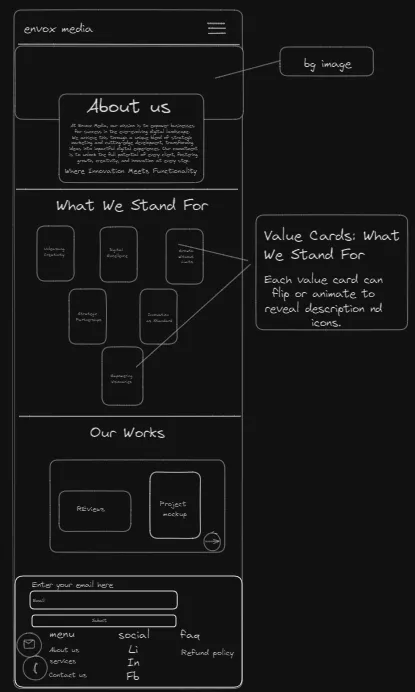 envox media
bg image
About us
At Envox Media, our mission is to empower businesses
for success in the ever-evolving digital landscape.
We achieve this through a unique blend of strategic
marketing and cutting-edge development, transforming
ideas into impactful digital experiences. Our commitment
is to unlock the full potential of every client, fostering
growth, creativity, and innovation at every step.
Where Innovation Meets Functionality
What We Stand For
Creativity
Digital
Growth
Strategic
Partnerships
Innovation
as Standard
Value Cards: What
We Stand For
Each value card can
flip or animate to
reveal description nd
icons.
Our Works
REviews
Project
mockup
Enter your email here
Email
Submit
menu
social
faq
About us
Li
Refund policy
services
In
Contact us
Fb